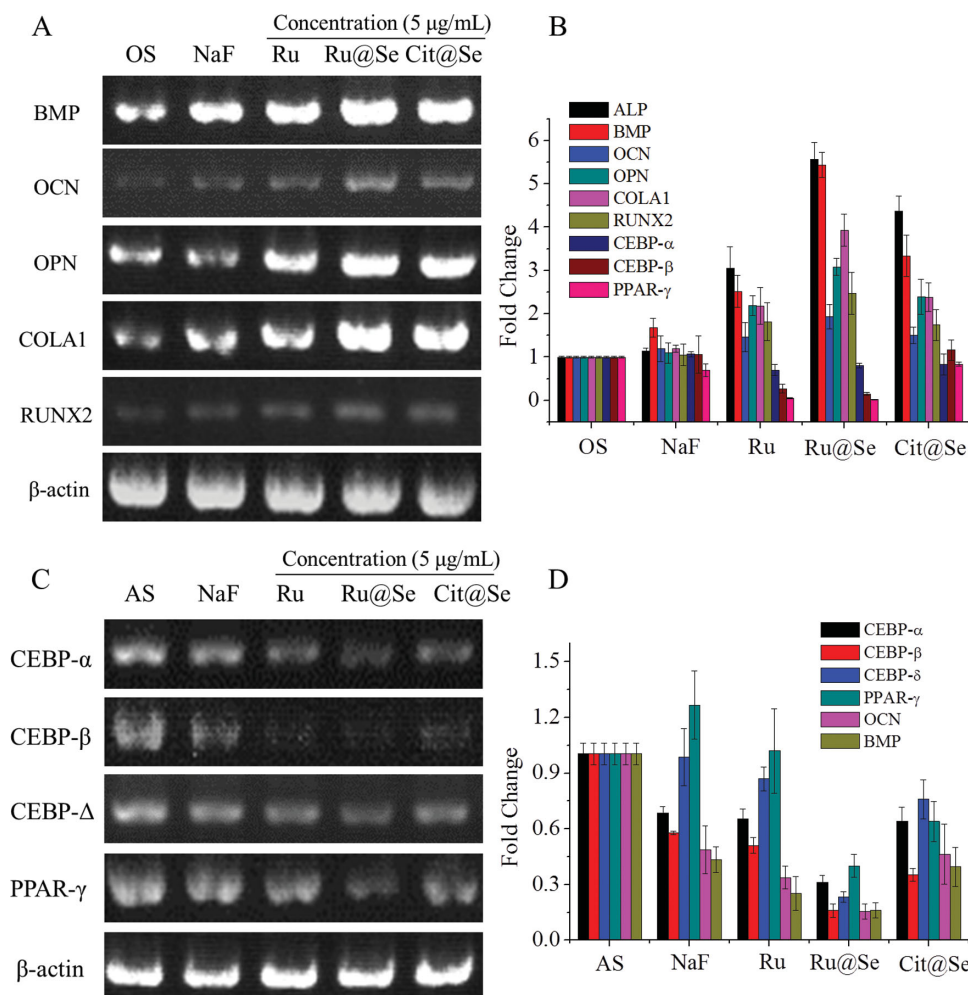 A
Concentration (5 μg/mL)
OS NaF Ru Ru@Se Cit@Se
BMP
OCN
OPN
COLA1
RUNX2
β-actin
B
ALP
BMP
OCN
OPN
COLA1
RUNX2
CEBP-α
CEBP-β
PPAR-γ
Fold Change
6
5
4
3
2
1
0
OS NaF Ru Ru@Se Cit@Se
C
Concentration (5 μg/mL)
AS NaF Ru Ru@Se Cit@Se
CEBP-α
CEBP-β
CEBP-Δ
PPAR-γ
β-actin
D
CEBP-α
CEBP-β
CEBP-δ
PPAR-γ
OCN
BMP
Fold Change
1.5
1.2
0.9
0.6
0.3
0.0
AS NaF Ru Ru@Se Cit@Se